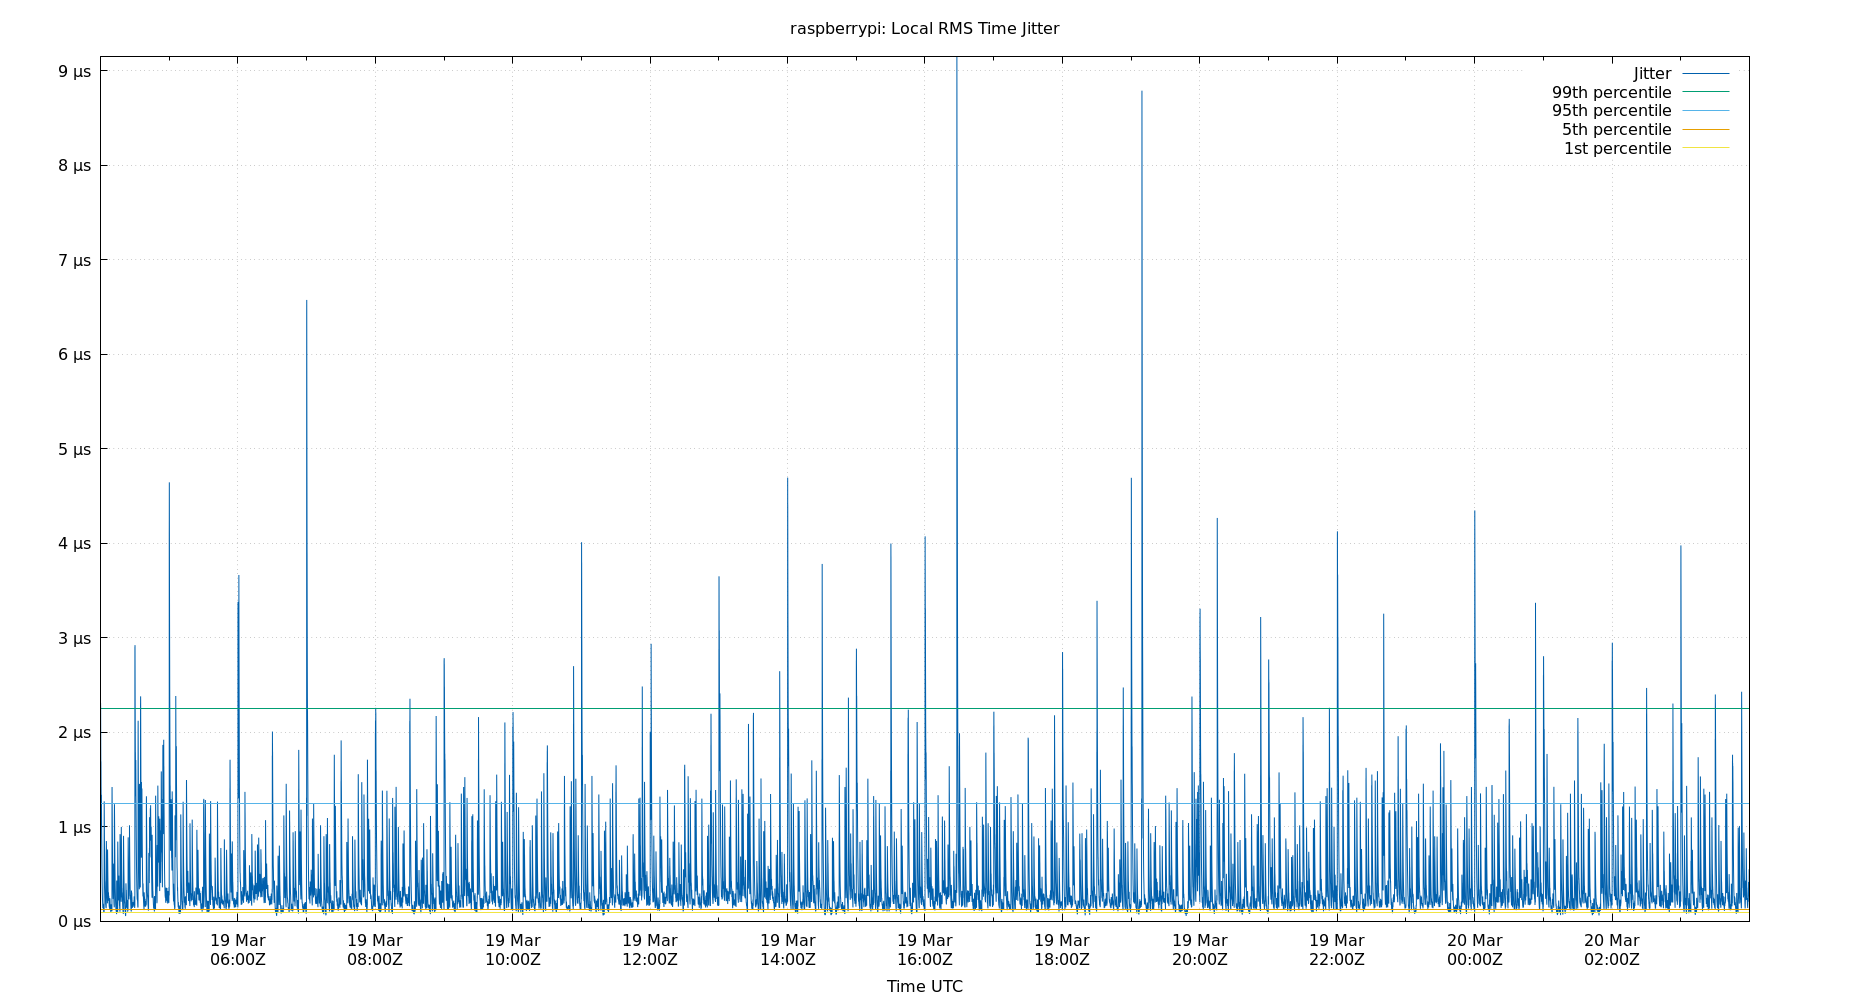 raspberrypi: Local RMS Time Jitter
9 µs
8 µs
7 µs
6 µs
5 µs
4 µs
3 µs
2 µs
1 µs
0 µs
Jitter
99th percentile
95th percentile
5th percentile
1st percentile
19 Mar 19 Mar 19 Mar 19 Mar 19 Mar 19 Mar 19 Mar 19 Mar 19 Mar 20 Mar 20 Mar
06:00Z 08:00Z 10:00Z 12:00Z 14:00Z 16:00Z 18:00Z 20:00Z 22:00Z 00:00Z 02:00Z
Time UTC